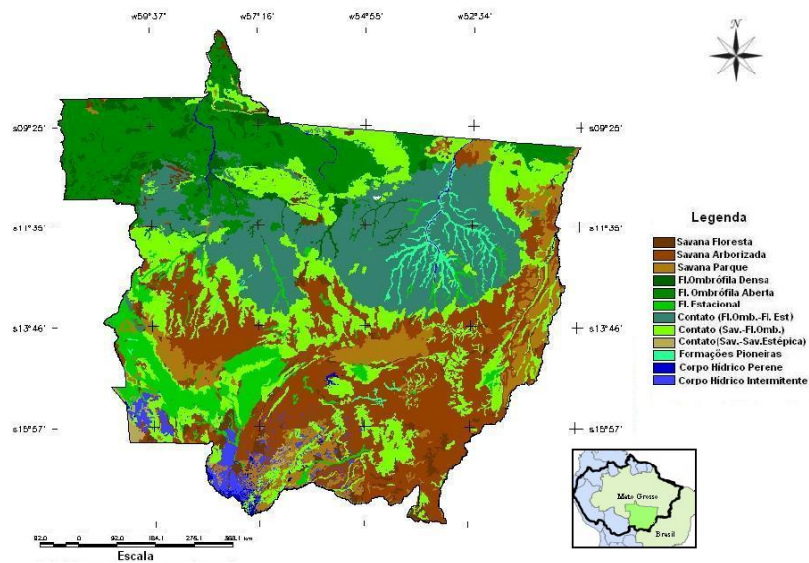 w59°37' w57°16' w54°55' w52°34'
N
s09°25' s09°25'
s11°35' s11°35'
s13°46' s13°46'
s15°57' s15°57'
Legenda
Savana Floresta
Savana Arborizada
Savana Parque
Fl.Ombrófila Densa
Fl. Ombrófila Aberta
Fl. Estacional
Contato (Fl.Omb.-Fl. Est)
Contato (Sav.-Fl.Omb.)
Contato(Sav.-Sav.Estépica)
Formações Pioneiras
Corpo Hídrico Perene
Corpo Hídrico Intermitente
Mato Grosso
Brasil
0 92.0
Escala